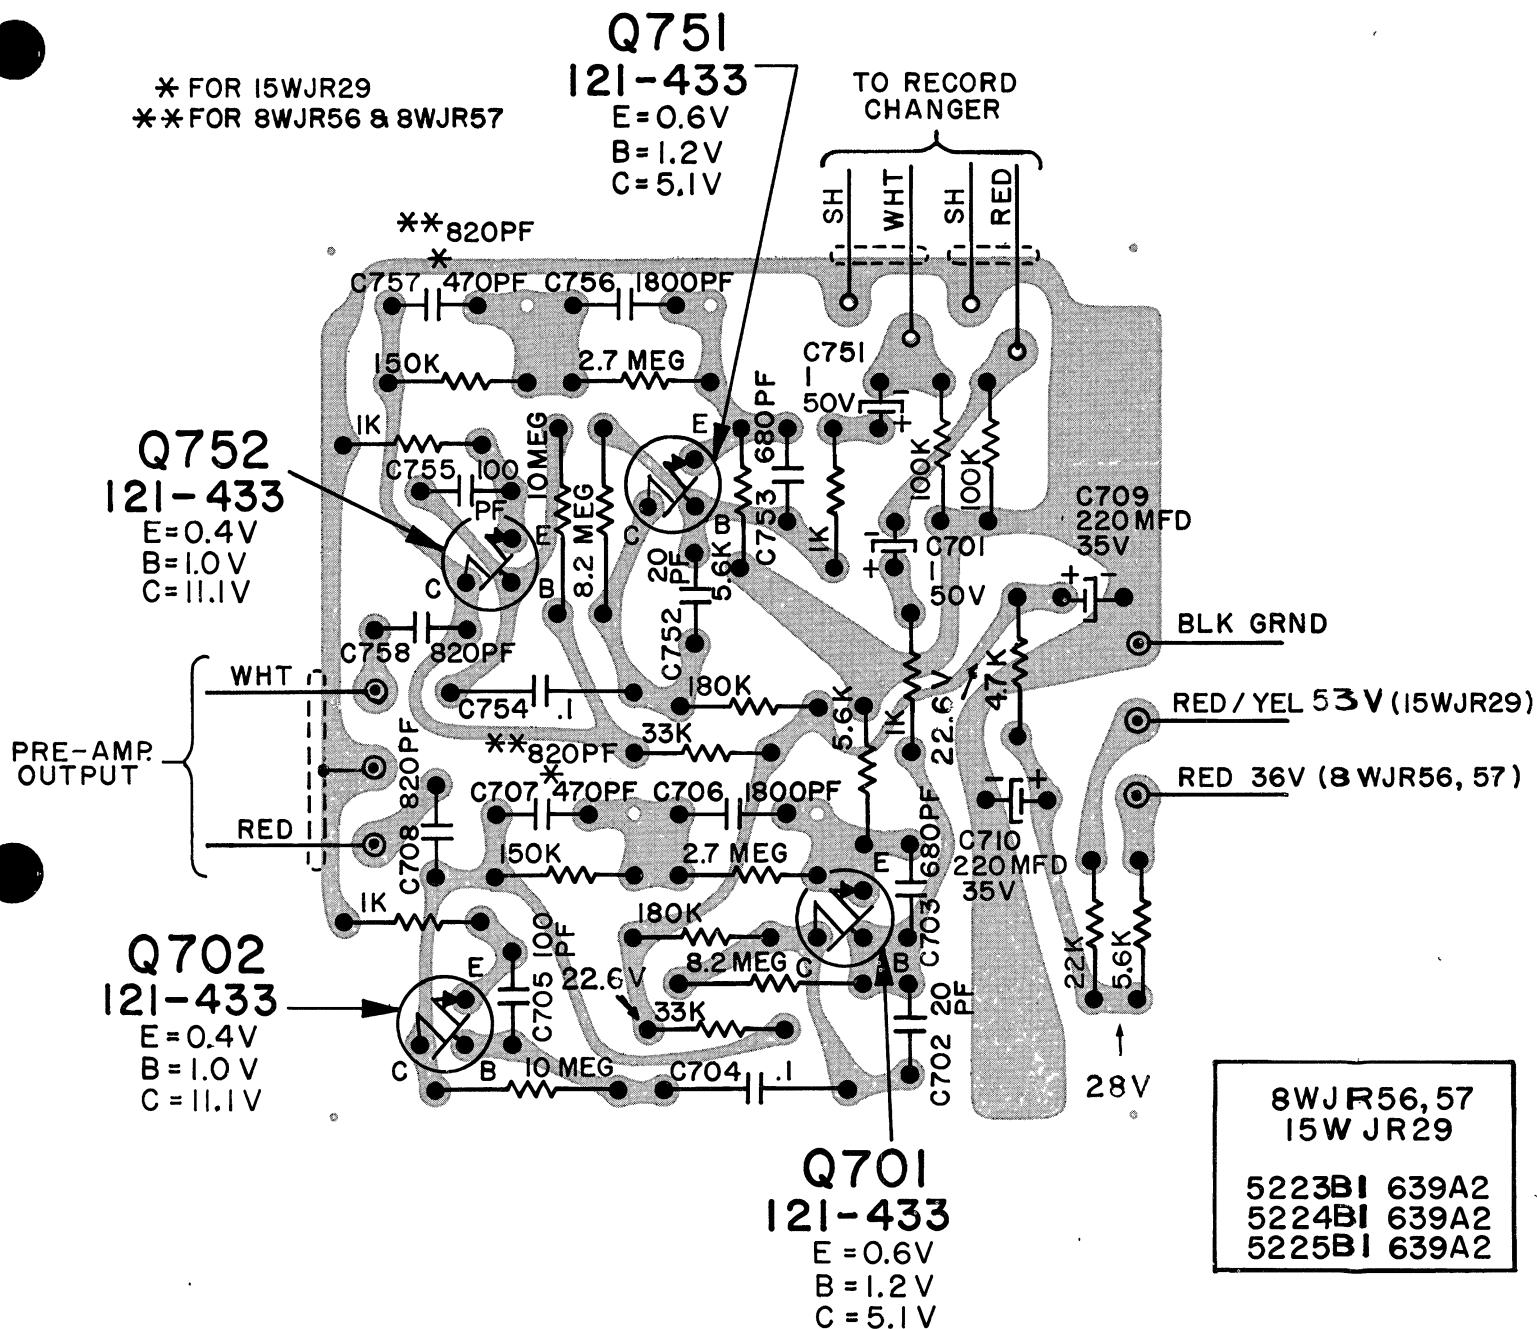 Q751
121-433
E=0.6V
B=1.2V
C=5.1V
* FOR 15WJR29
** FOR 8WJR56 & 8WJR57
TO RECORD
CHANGER
SH
WHT
SH
RED
** 820PF
*
C757 470PF
C756 1800PF
150K
2.7 MEG
C751
-
50V
-
+
1K
Q752
121-433
E=0.4V
B=1.0V
C=11.1V
C755 100
PF
10MEG
8.2 MEG
E
B
C
E
B
C
680PF
C753
5.6K
20
PF
C752
1K
100K
100K
-
+
C701
-
50V
C709
220 MFD
35V
+
-
BLK GRND
C758 820PF
PRE-AMP.
OUTPUT
WHT
RED
C754 .1
180K
33K
5.6K
1K
22.6V
4.7K
RED/YEL 53V (15WJR29)
RED 36V (8WJR56, 57)
** 820PF
*
C707 470PF
C706 1800PF
C708 820PF
150K
2.7 MEG
E
680PF
C703
-
+
C710
220 MFD
35V
1K
180K
8.2 MEG
C
B
22K
5.6K
28V
Q702
121-433
E=0.4V
B=1.0V
C=11.1V
E
C
B
C705 100
PF
22.6V
33K
10 MEG
C704 .1
C702 20
PF
Q701
121-433
E=0.6V
B=1.2V
C=5.1V
8WJR56, 57
15WJR29
5223B1 639A2
5224B1 639A2
5225B1 639A2